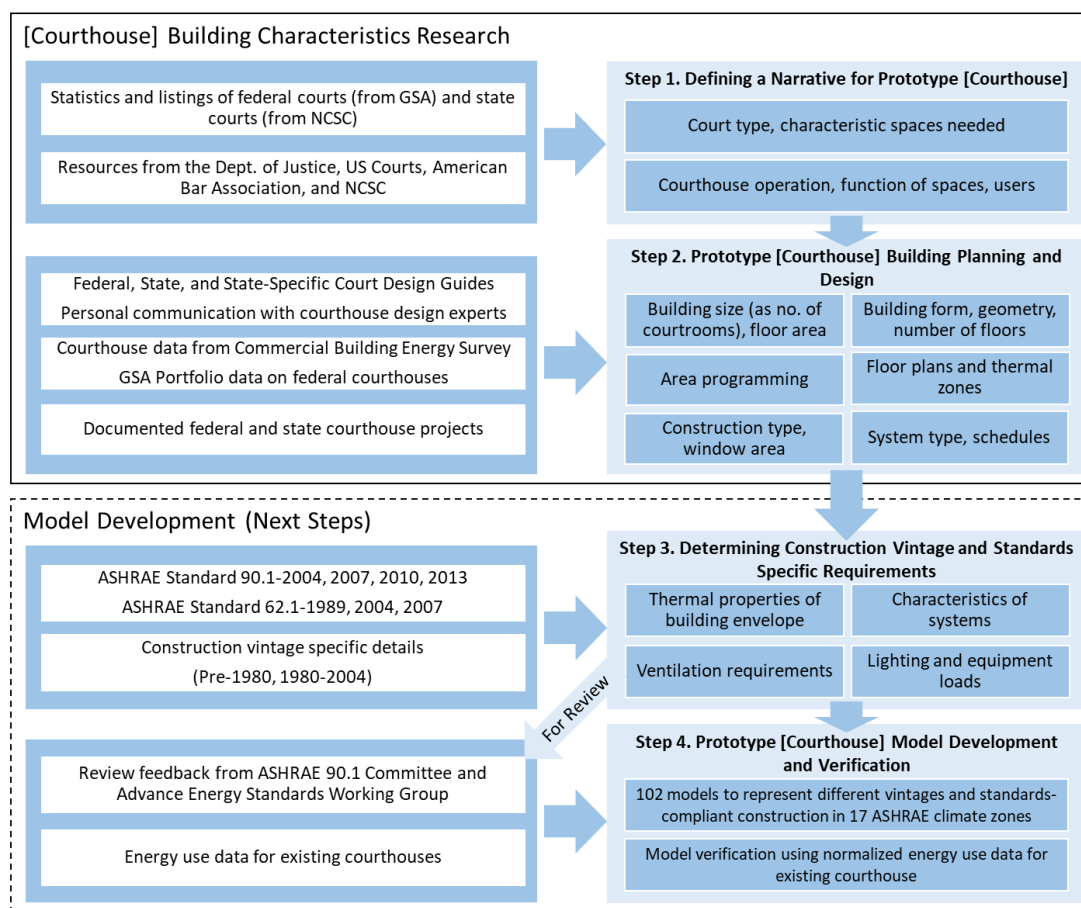 [Courthouse] Building Characteristics Research
Statistics and listings of federal courts (from GSA) and state
courts (from NCSC)
Resources from the Dept. of Justice, US Courts, American
Bar Association, and NCSC
Step 1. Defining a Narrative for Prototype [Courthouse]
Court type, characteristic spaces needed
Courthouse operation, function of spaces, users
Federal, State, and State-Specific Court Design Guides
Personal communication with courthouse design experts
Courthouse data from Commercial Building Energy Survey
GSA Portfolio data on federal courthouses
Documented federal and state courthouse projects
Step 2. Prototype [Courthouse] Building Planning and
Design
Building size (as no. of
courtrooms), floor area
Building form, geometry,
number of floors
Area programming
Floor plans and thermal
zones
Construction type,
window area
System type, schedules
Model Development (Next Steps)
ASHRAE Standard 90.1-2004, 2007, 2010, 2013
ASHRAE Standard 62.1-1989, 2004, 2007
Construction vintage specific details
(Pre-1980, 1980-2004)
Step 3. Determining Construction Vintage and Standards
Specific Requirements
Thermal properties of
building envelope
Characteristics of
systems
Ventilation requirements
Lighting and equipment
loads
For Review
Review feedback from ASHRAE 90.1 Committee and
Advance Energy Standards Working Group
Energy use data for existing courthouses
Step 4. Prototype [Courthouse] Model Development
and Verification
102 models to represent different vintages and standards-
compliant construction in 17 ASHRAE climate zones
Model verification using normalized energy use data for
existing courthouse